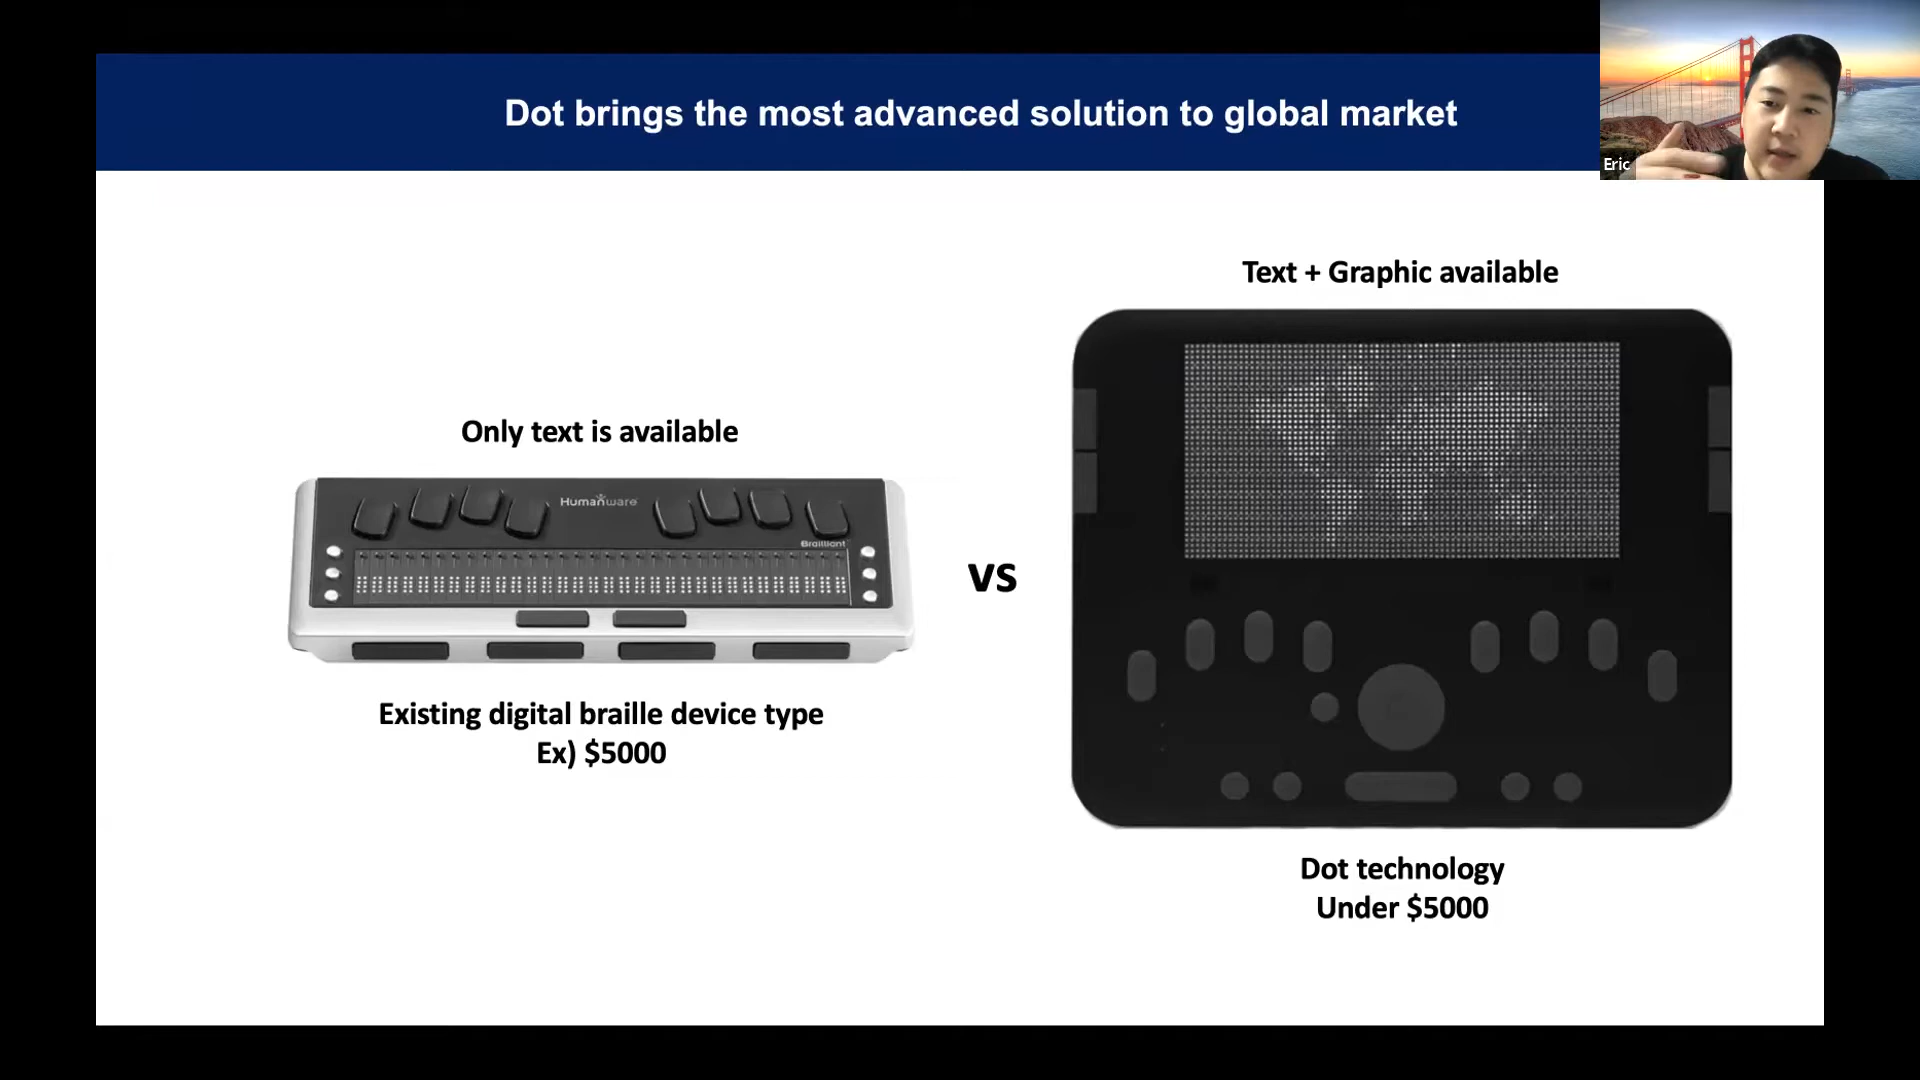 Dot brings the most advanced solution to global market
Eric
Text + Graphic available
Only text is available
Humanware
Brailliant
vs
Existing digital braille device type
Ex) $5000
Dot technology
Under $5000